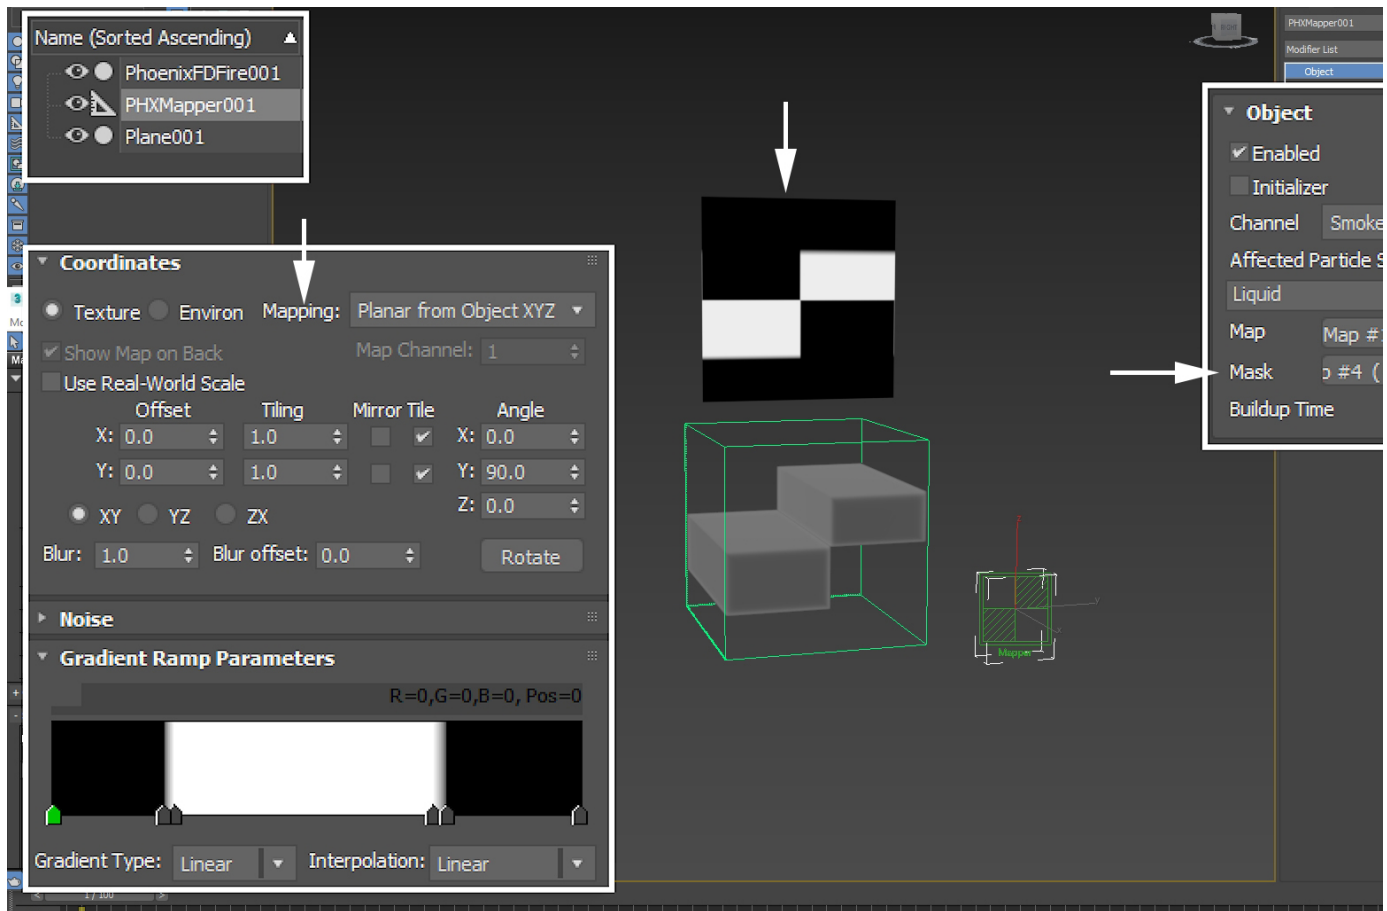 Name (Sorted Ascending)
PhoenixFDFire001
PHXMapper001
Plane001
Coordinates
Texture Environ Mapping: Planar from Object XYZ
Show Map on Back Map Channel: 1
Use Real-World Scale
Offset Tiling Mirror Tile Angle
X: 0.0 1.0 X: 0.0
Y: 0.0 1.0 Y: 90.0
XY YZ ZX Z: 0.0
Blur: 1.0 Blur offset: 0.0 Rotate
Noise
Gradient Ramp Parameters
R=0,G=0,B=0, Pos=0
Gradient Type: Linear Interpolation: Linear
1 / 100
Mapper
z
y
x
PHXMapper001
Modifier List
Object
Object
Enabled
Initializer
Channel Smoke
Affected Particle S
Liquid
Map Map #
Mask #4 (
Buildup Time